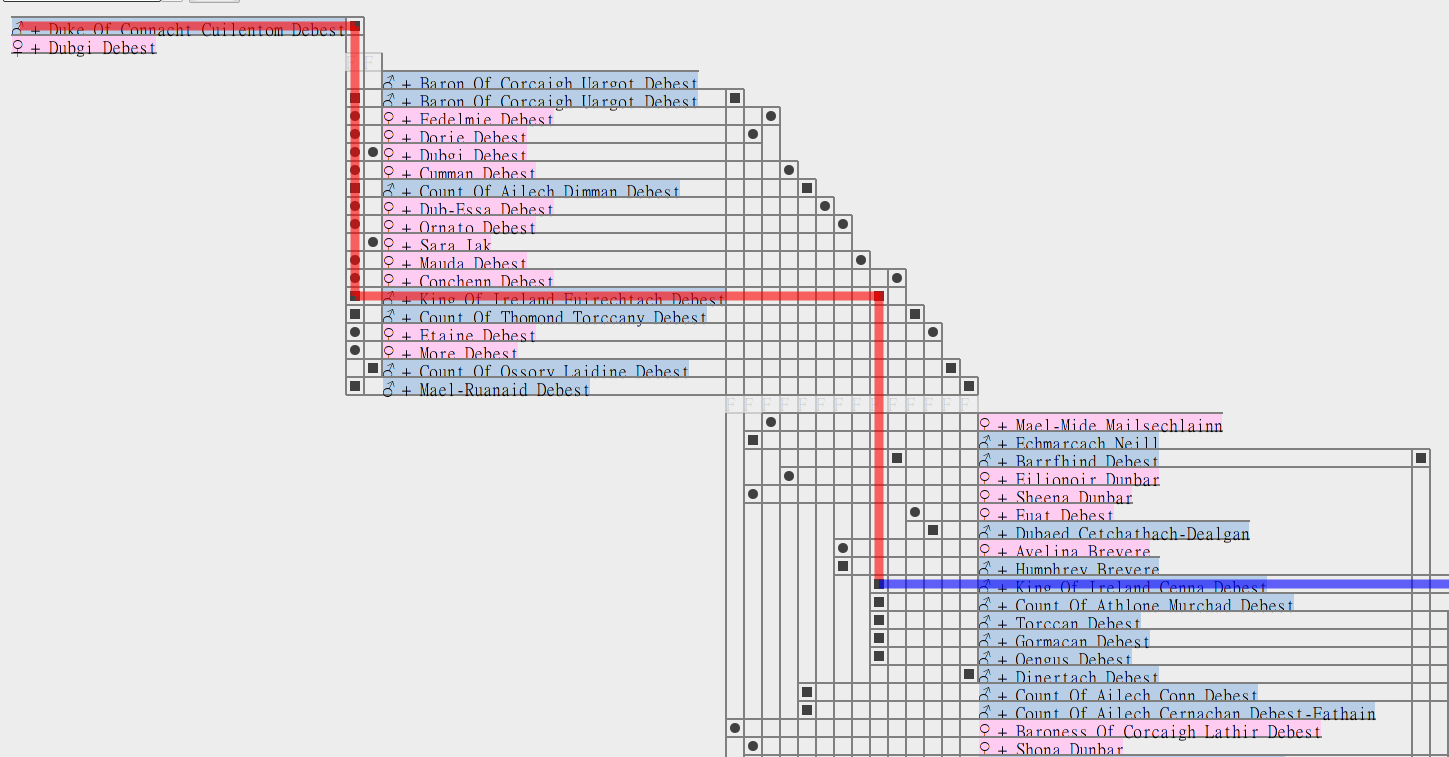 ♂ + Duke Of Connacht Cuilentom Debest
♀ + Dubgi Debest
F F
♂ + Baron Of Corcaigh Uargot Debest
♂ + Baron Of Corcaigh Uargot Debest
♀ + Fedelmie Debest
♀ + Dorie Debest
♀ + Dubgi Debest
♀ + Cumman Debest
♂ + Count Of Ailech Dimman Debest
♀ + Dub-Essa Debest
♀ + Ornato Debest
♀ + Sara Iak
♀ + Mauda Debest
♀ + Conchenn Debest
♂ + King Of Ireland Fuirechtach Debest
♂ + Count Of Thomond Torccany Debest
♀ + Etaine Debest
♀ + More Debest
♂ + Count Of Ossory Laidine Debest
♂ + Mael-Ruanaid Debest
F F F F F F F F F F F F F F
♀ + Mael-Mide Mailsechlainn
♂ + Echmarcach Neill
♂ + Barrfhind Debest
♀ + Eilionoir Dunbar
♀ + Sheena Dunbar
♀ + Euat Debest
♂ + Dubaed Cetchathach-Dealgan
♀ + Avelina Brevere
♂ + Humphrey Brevere
♂ + King Of Ireland Cenna Debest
♂ + Count Of Athlone Murchad Debest
♂ + Torccan Debest
♂ + Gormacan Debest
♂ + Oengus Debest
♂ + Dinertach Debest
♂ + Count Of Ailech Conn Debest
♂ + Count Of Ailech Cernachan Debest-Fathain
♀ + Baroness Of Corcaigh Lathir Debest
♀ + Shona Dunbar